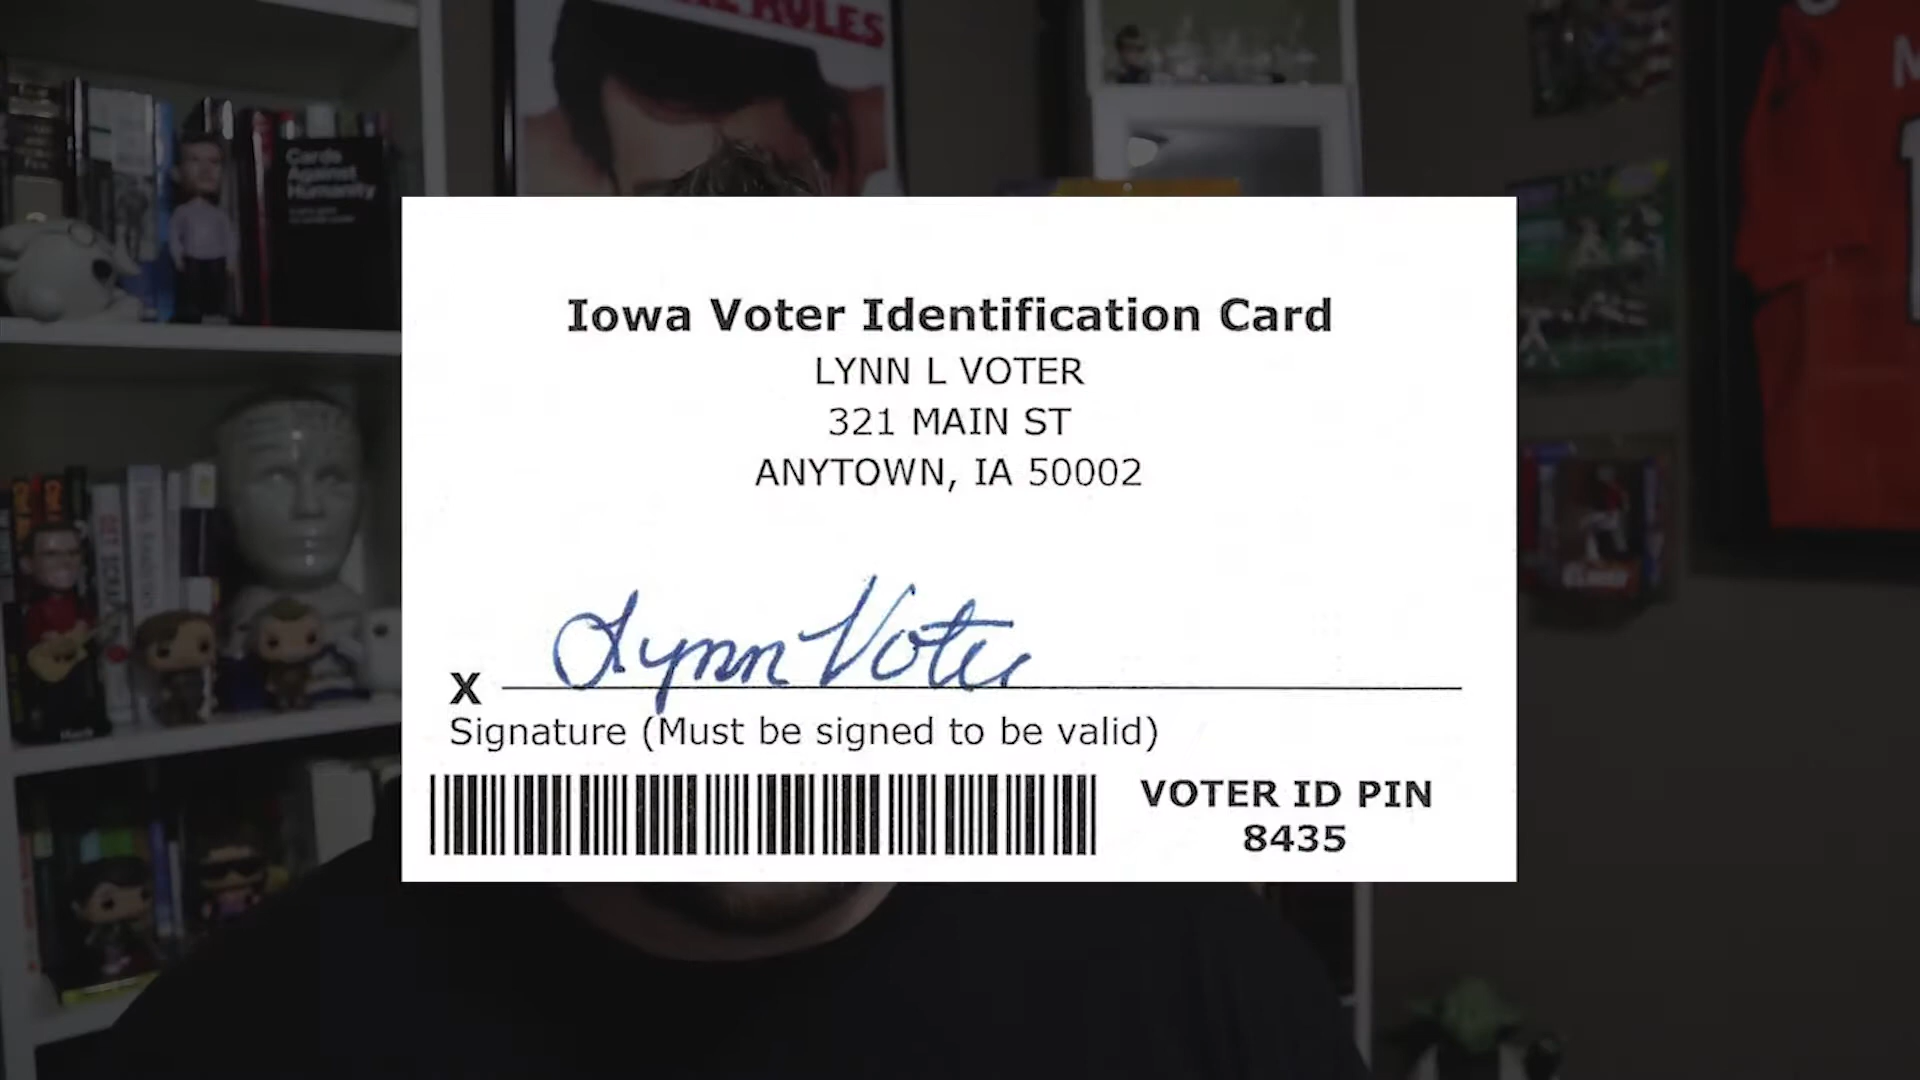 RULES
Cards
Against
Humanity
Iowa Voter Identification Card
LYNN L VOTER
321 MAIN ST
ANYTOWN, IA 50002
Lynn Voter
X
Signature (Must be signed to be valid)
VOTER ID PIN
8435